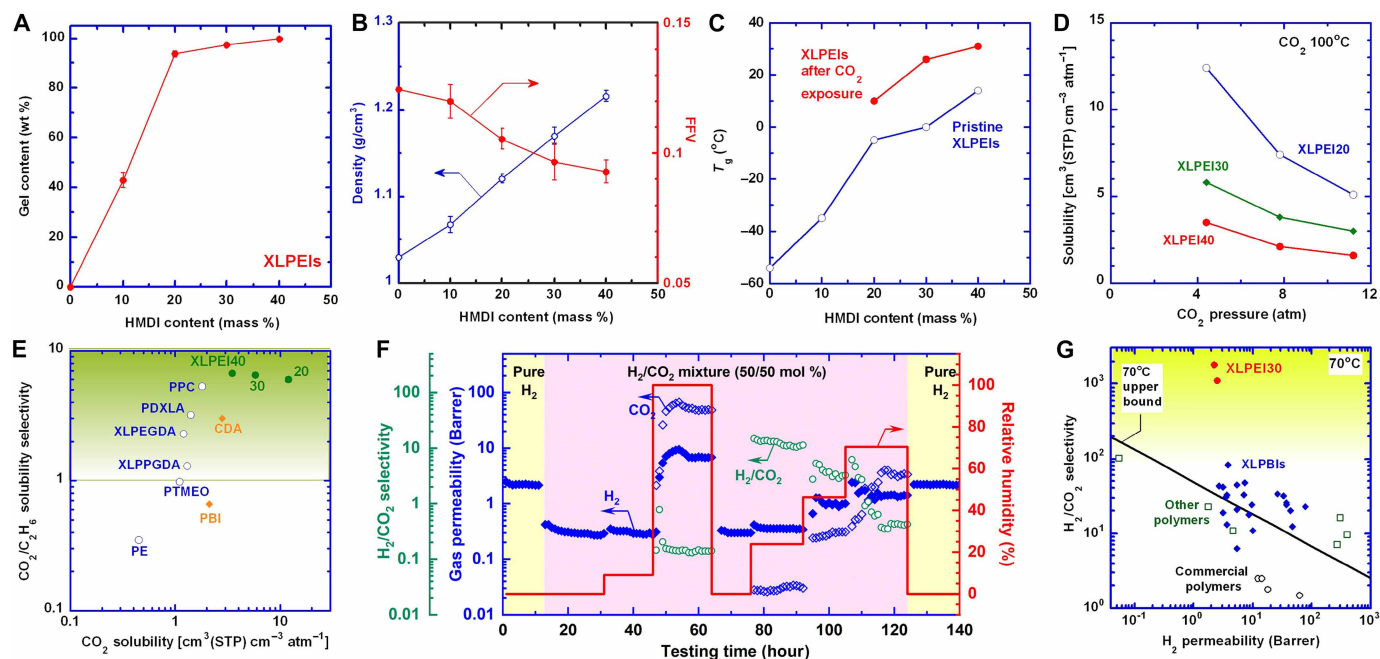 A
Gel content (wt %)
100
80
60
40
20
0
XLPEIs
0 10 20 30 40 50
HMDI content (mass %)
B
Density (g/cm³)
1.3
1.2
1.1
1
0.15
0.1
0.05
FFV
0 10 20 30 40 50
HMDI content (mass %)
C
Tg (°C)
60
40
20
0
−20
−40
−60
XLPEIs
after CO₂
exposure
Pristine
XLPEIs
0 10 20 30 40 50
HMDI content (mass %)
D
Solubility [cm³ (STP) cm⁻³ atm⁻¹]
15
10
5
0
CO₂ 100°C
XLPEI20
XLPEI30
XLPEI40
0 4 8 12
CO₂ pressure (atm)
E
CO₂/C₂H₆ solubility selectivity
10
1
0.1
XLPEI40
30
20
PPC
PDXLA
CDA
XLPEGDA
XLPPGDA
PTMEO
PBI
PE
0.1 1 10
CO₂ solubility [cm³(STP) cm⁻³ atm⁻¹]
F
H₂/CO₂ selectivity
100
10
1
0.1
0.01
Gas permeability (Barrer)
100
10
1
0.1
0.01
Pure
H₂
H₂/CO₂ mixture (50/50 mol %)
Pure
H₂
CO₂
H₂/CO₂
H₂
100
80
60
40
20
0
Relative humidity (%)
0 20 40 60 80 100 120 140
Testing time (hour)
G
H₂/CO₂ selectivity
10³
10²
10¹
10⁰
70°C
70°C
upper
bound
XLPEI30
XLPBIs
Other
polymers
Commercial
polymers
10⁻¹ 10⁰ 10¹ 10² 10³
H₂ permeability (Barrer)